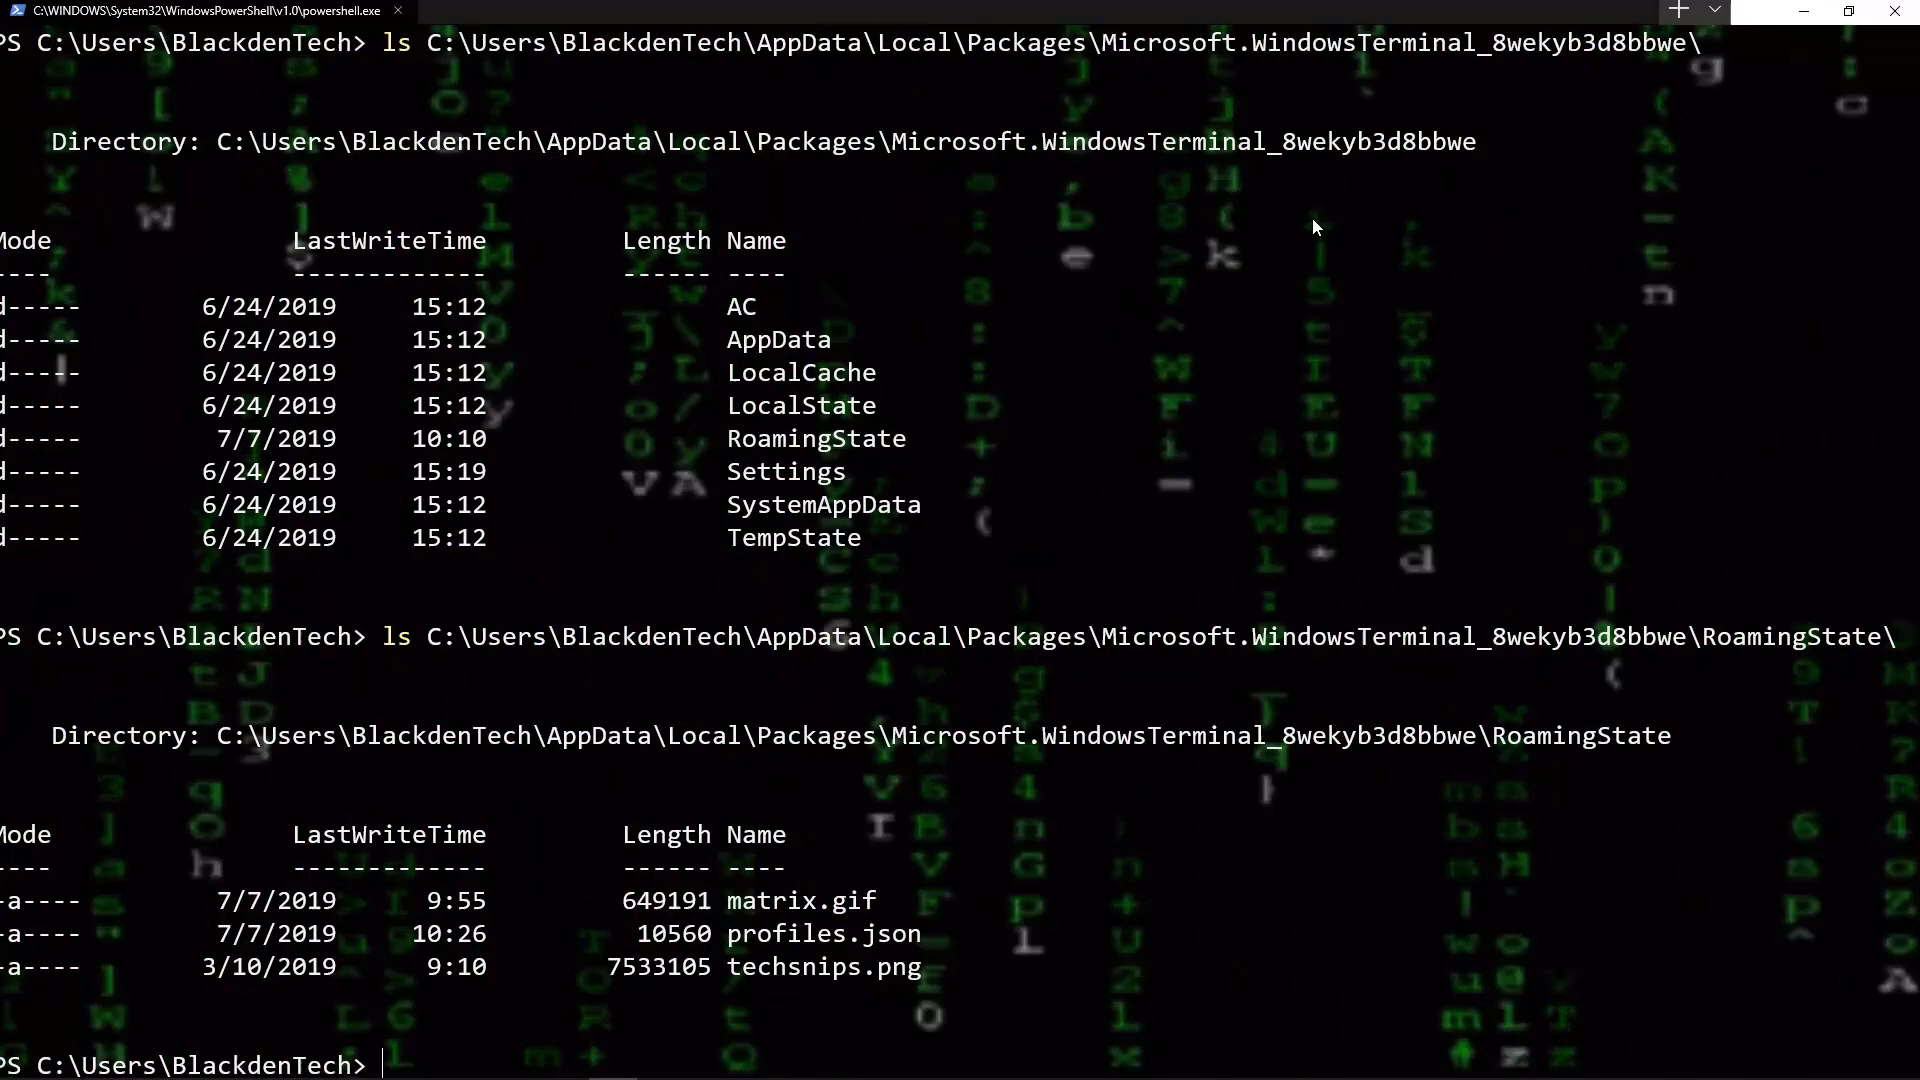 C:\WINDOWS\System32\WindowsPowerShell\v1.0\powershell.exe
PS C:\Users\BlackdenTech> ls C:\Users\BlackdenTech\AppData\Local\Packages\Microsoft.WindowsTerminal_8wekyb3d8bbwe\
Directory: C:\Users\BlackdenTech\AppData\Local\Packages\Microsoft.WindowsTerminal_8wekyb3d8bbwe
Mode LastWriteTime Length Name
---- ------------- ------ ----
d----- 6/24/2019 15:12 AC
d----- 6/24/2019 15:12 AppData
d----- 6/24/2019 15:12 LocalCache
d----- 6/24/2019 15:12 LocalState
d----- 7/7/2019 10:10 RoamingState
d----- 6/24/2019 15:19 Settings
d----- 6/24/2019 15:12 SystemAppData
d----- 6/24/2019 15:12 TempState
PS C:\Users\BlackdenTech> ls C:\Users\BlackdenTech\AppData\Local\Packages\Microsoft.WindowsTerminal_8wekyb3d8bbwe\RoamingState\
Directory: C:\Users\BlackdenTech\AppData\Local\Packages\Microsoft.WindowsTerminal_8wekyb3d8bbwe\RoamingState
Mode LastWriteTime Length Name
---- ------------- ------ ----
-a---- 7/7/2019 9:55 649191 matrix.gif
-a---- 7/7/2019 10:26 10560 profiles.json
-a---- 3/10/2019 9:10 7533105 techsnips.png
PS C:\Users\BlackdenTech>